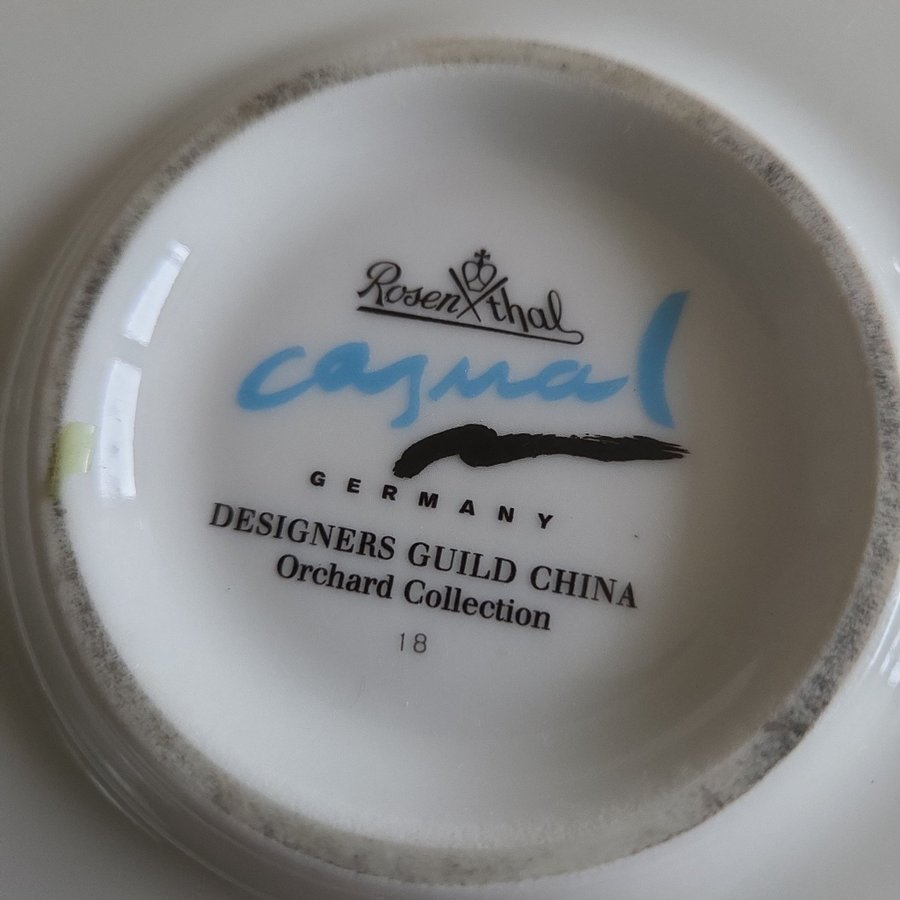 Rosenthal
casual
GERMANY
DESIGNERS GUILD CHINA
Orchard Collection
18